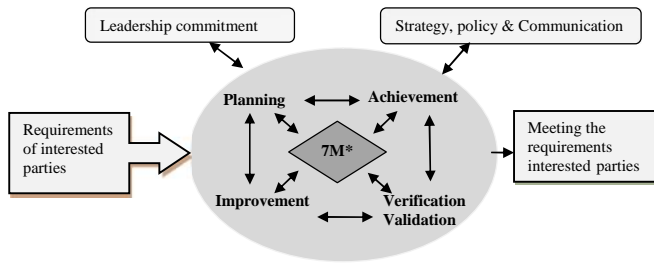 Leadership commitment
Strategy, policy & Communication
Planning
Achievement
Requirements
of interested
parties
7M*
Meeting the
requirements
interested parties
Improvement
Verification
Validation